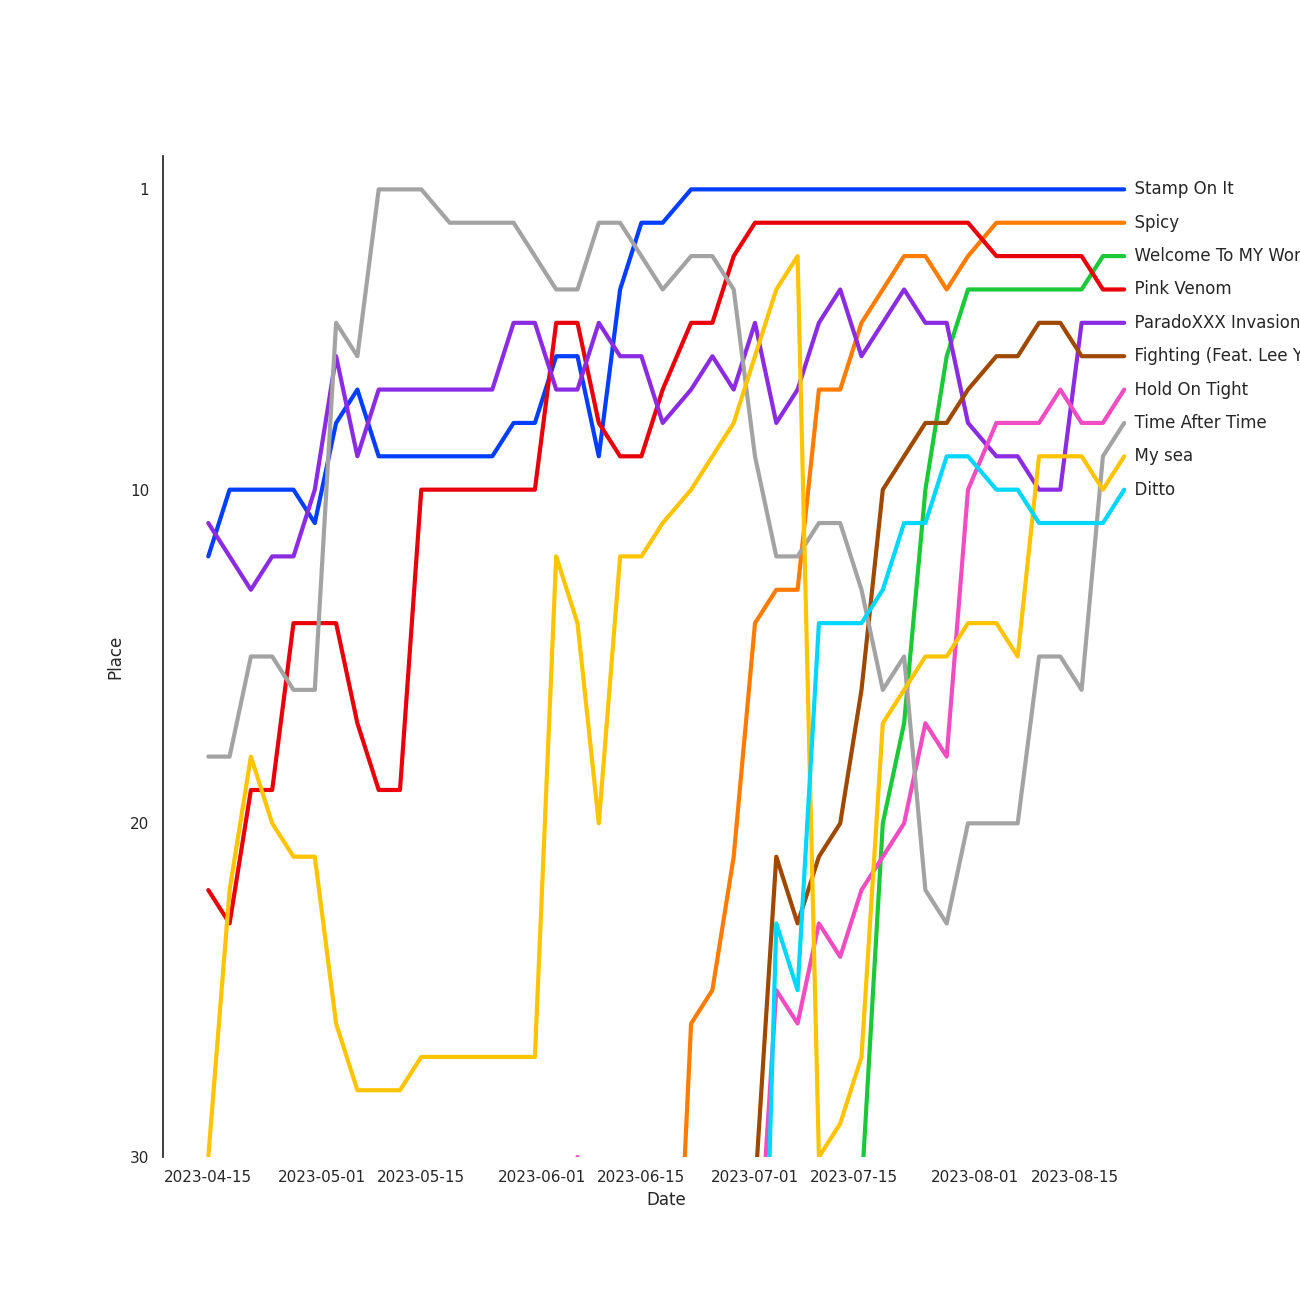 1
10
20
30
Place
Stamp On It
Spicy
Welcome To MY Wor
Pink Venom
ParadoXXX Invasion
Fighting (Feat. Lee Y
Hold On Tight
Time After Time
My sea
Ditto
2023-04-15 2023-05-01 2023-05-15 2023-06-01 2023-06-15 2023-07-01 2023-07-15 2023-08-01 2023-08-15
Date